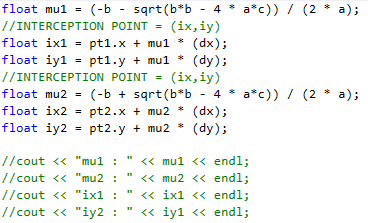 float mu1 = (-b - sqrt(b*b - 4 * a*c)) / (2 * a);
//INTERCEPTION POINT = (ix,iy)
float ix1 = pt1.x + mu1 * (dx);
float iy1 = pt1.y + mu1 * (dy);
//INTERCEPTION POINT = (ix,iy)
float mu2 = (-b + sqrt(b*b - 4 * a*c)) / (2 * a);
float ix2 = pt2.x + mu2 * (dx);
float iy2 = pt2.y + mu2 * (dy);
//cout << "mu1 : " << mu1 << endl;
//cout << "mu2 : " << mu2 << endl;
//cout << "ix1 : " << ix1 << endl;
//cout << "iy2 : " << iy1 << endl;